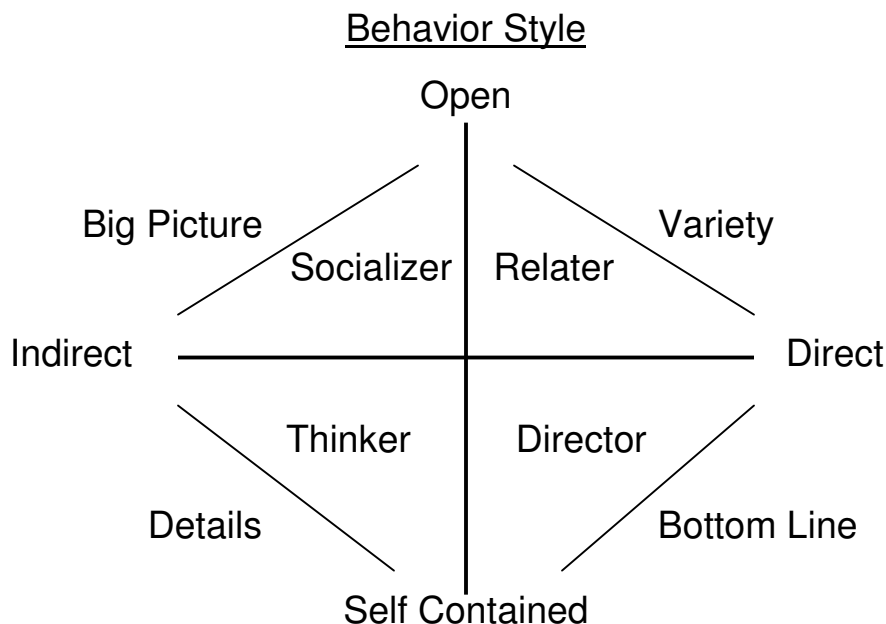 Behavior Style
Open
Big Picture
Variety
Socializer
Relater
Indirect
Direct
Thinker
Director
Details
Bottom Line
Self Contained